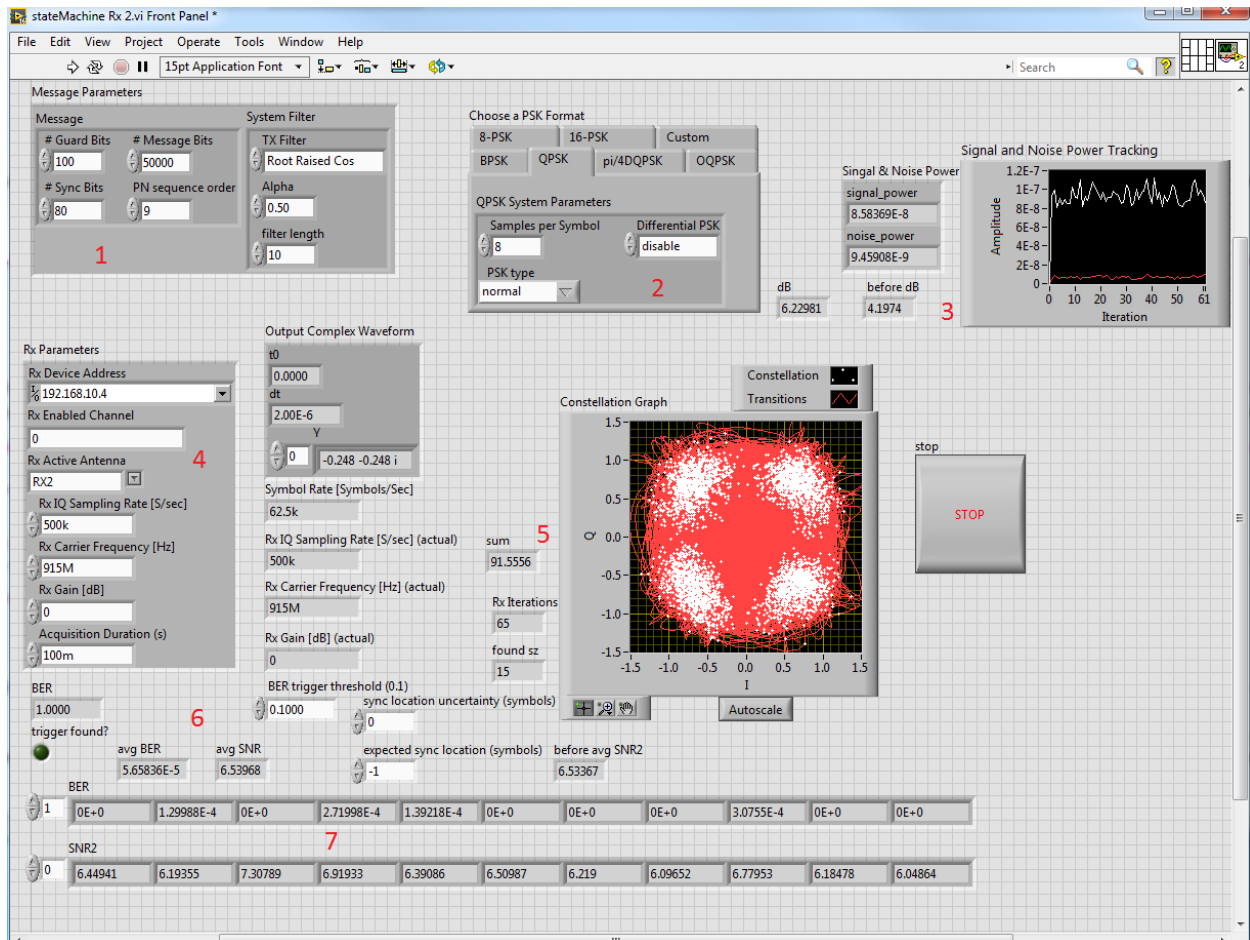 stateMachine Rx 2.vi Front Panel *
File Edit View Project Operate Tools Window Help
15pt Application Font
Search
2
Message Parameters
Message
# Guard Bits # Message Bits
100 50000
# Sync Bits PN sequence order
80 9
1
System Filter
TX Filter
Root Raised Cos
Alpha
0.50
filter length
10
Choose a PSK Format
8-PSK 16-PSK Custom
BPSK QPSK pi/4DQPSK OQPSK
QPSK System Parameters
Samples per Symbol Differential PSK
8 disable
PSK type
normal
2
Singal & Noise Power
signal_power
8.58369E-8
noise_power
9.45908E-9
dB before dB
6.22981 4.1974
3
Signal and Noise Power Tracking
Amplitude
1.2E-7
1E-7
8E-8
6E-8
4E-8
2E-8
0
0 10 20 30 40 50 61
Iteration
Rx Parameters
Rx Device Address
192.168.10.4
Rx Enabled Channel
0
4
Rx Active Antenna
RX2
Rx IQ Sampling Rate [S/sec]
500k
Rx Carrier Frequency [Hz]
915M
Rx Gain [dB]
0
Acquisition Duration (s)
100m
Output Complex Waveform
t0
0.0000
dt
2.00E-6
Y
0 -0.248 -0.248 i
Symbol Rate [Symbols/Sec]
62.5k
Rx IQ Sampling Rate [S/sec] (actual)
500k
Rx Carrier Frequency [Hz] (actual)
915M
Rx Gain [dB] (actual)
0
sum
91.5556
5
Rx Iterations
65
found sz
15
Constellation
Transitions
Constellation Graph
Q
1.5
1.0
0.5
0.0
-0.5
-1.0
-1.5
-1.5 -1.0 -0.5 0.0 0.5 1.0 1.5
I
Autoscale
stop
STOP
BER
1.0000
6
trigger found?
avg BER avg SNR
5.65836E-5 6.53968
BER trigger threshold (0.1)
0.1000
sync location uncertainty (symbols)
0
expected sync location (symbols)
-1
before avg SNR2
6.53367
BER
1 0E+0 1.29988E-4 0E+0 2.71998E-4 1.39218E-4 0E+0 0E+0 0E+0 3.0755E-4 0E+0 0E+0
7
SNR2
0 6.44941 6.19355 7.30789 6.91933 6.39086 6.50987 6.219 6.09652 6.77953 6.18478 6.04864